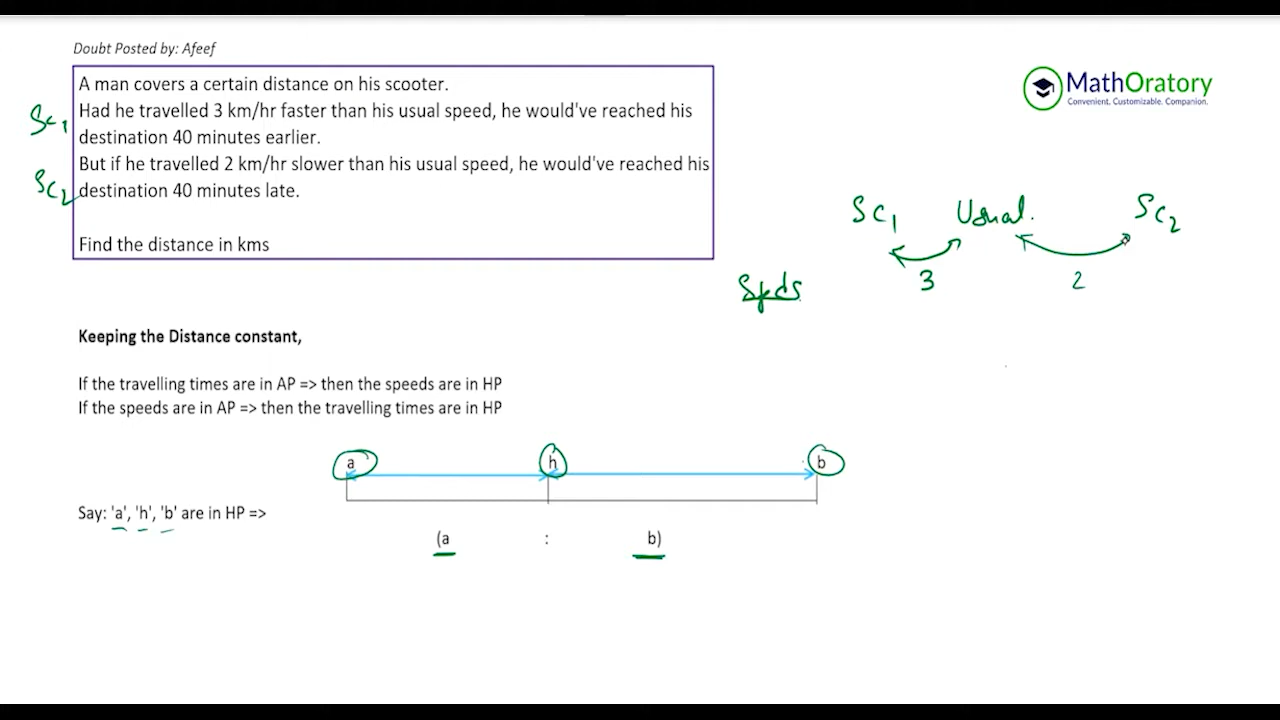 Doubt Posted by: Afeef
MathOratory
Convenient. Customizable. Companion.
A man covers a certain distance on his scooter.
Sc1
Had he travelled 3 km/hr faster than his usual speed, he would've reached his
destination 40 minutes earlier.
Sc2
But if he travelled 2 km/hr slower than his usual speed, he would've reached his
destination 40 minutes late.
Find the distance in kms
Sc1 Usual. Sc2
3 2
Spds.
Keeping the Distance constant,
If the travelling times are in AP => then the speeds are in HP
If the speeds are in AP => then the travelling times are in HP
a h b
Say: 'a', 'h', 'b' are in HP =>
(a : b)